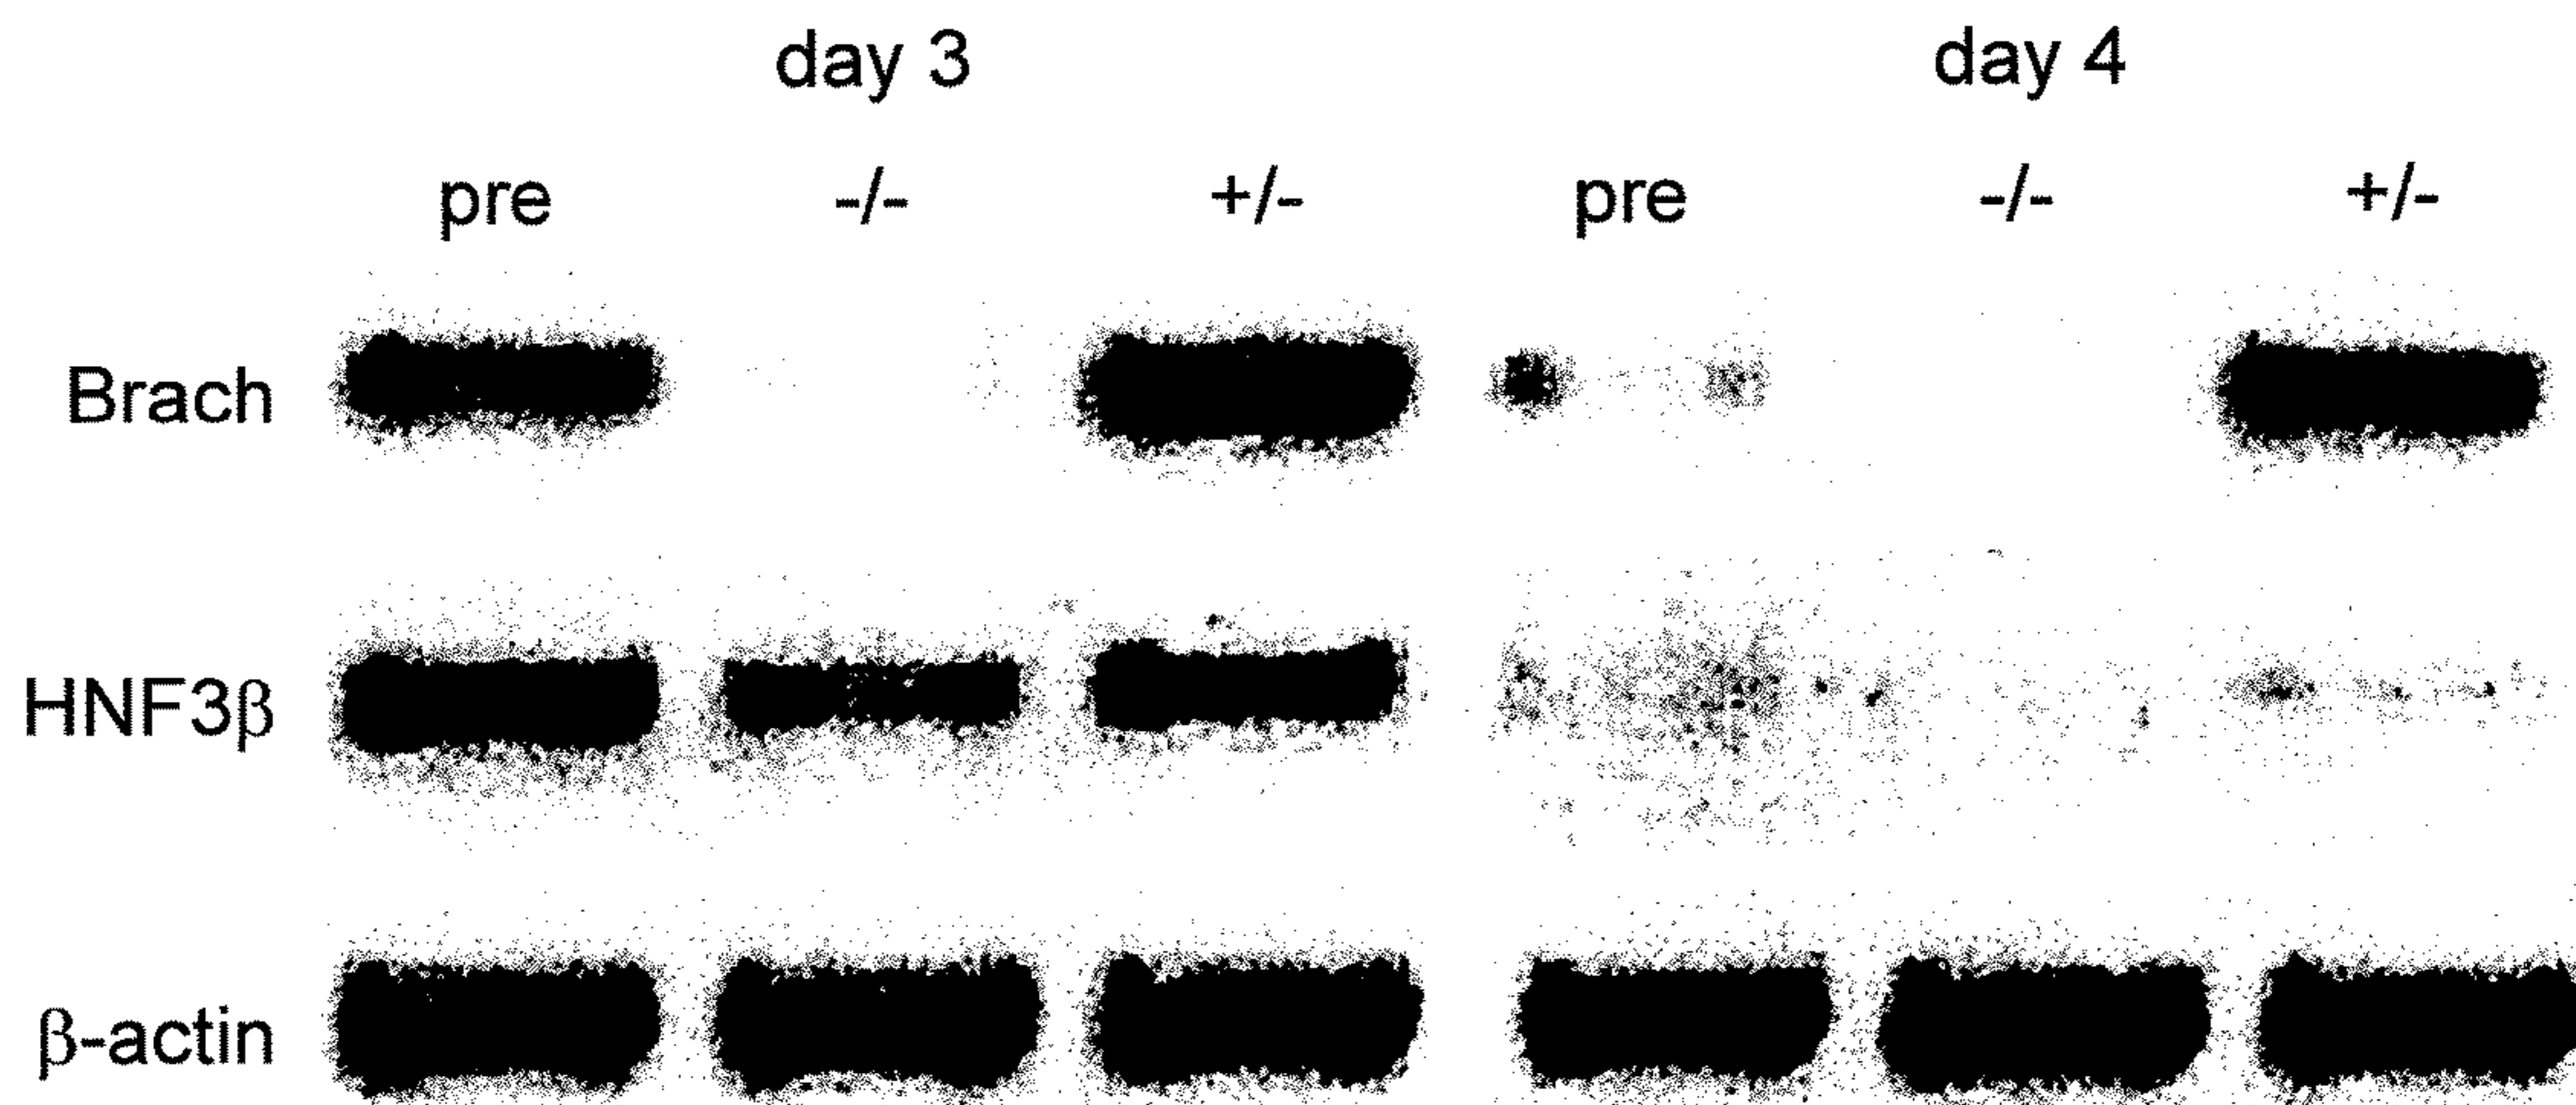 day 3 day 4
pre -/- +/- pre -/- +/-
Brach
HNF3β
β-actin